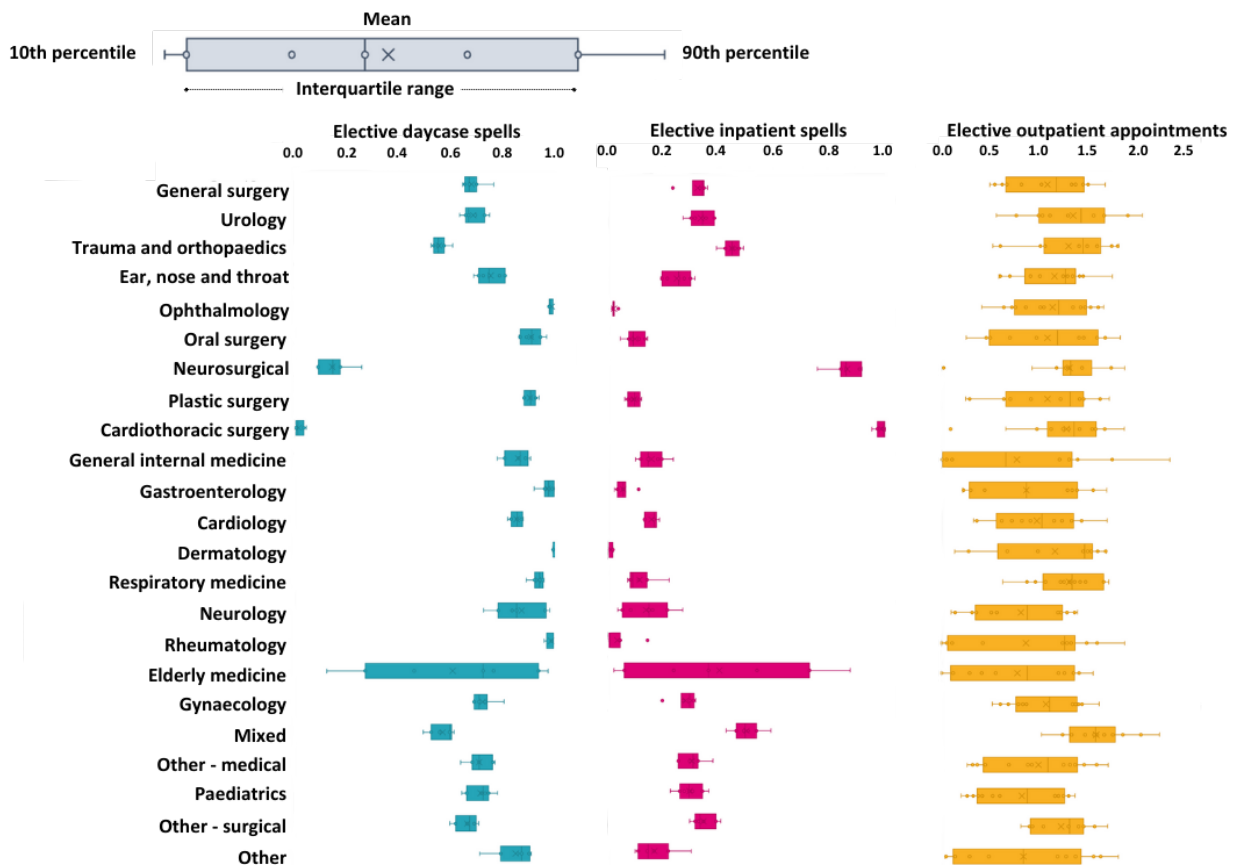 Mean
10th percentile
90th percentile
Interquartile range
Elective daycase spells
Elective inpatient spells
Elective outpatient appointments
0.0 0.2 0.4 0.6 0.8 1.0
0.0 0.2 0.4 0.6 0.8 1.0
0.0 0.5 1.0 1.5 2.0 2.5
General surgery
Urology
Trauma and orthopaedics
Ear, nose and throat
Ophthalmology
Oral surgery
Neurosurgical
Plastic surgery
Cardiothoracic surgery
General internal medicine
Gastroenterology
Cardiology
Dermatology
Respiratory medicine
Neurology
Rheumatology
Elderly medicine
Gynaecology
Mixed
Other - medical
Paediatrics
Other - surgical
Other